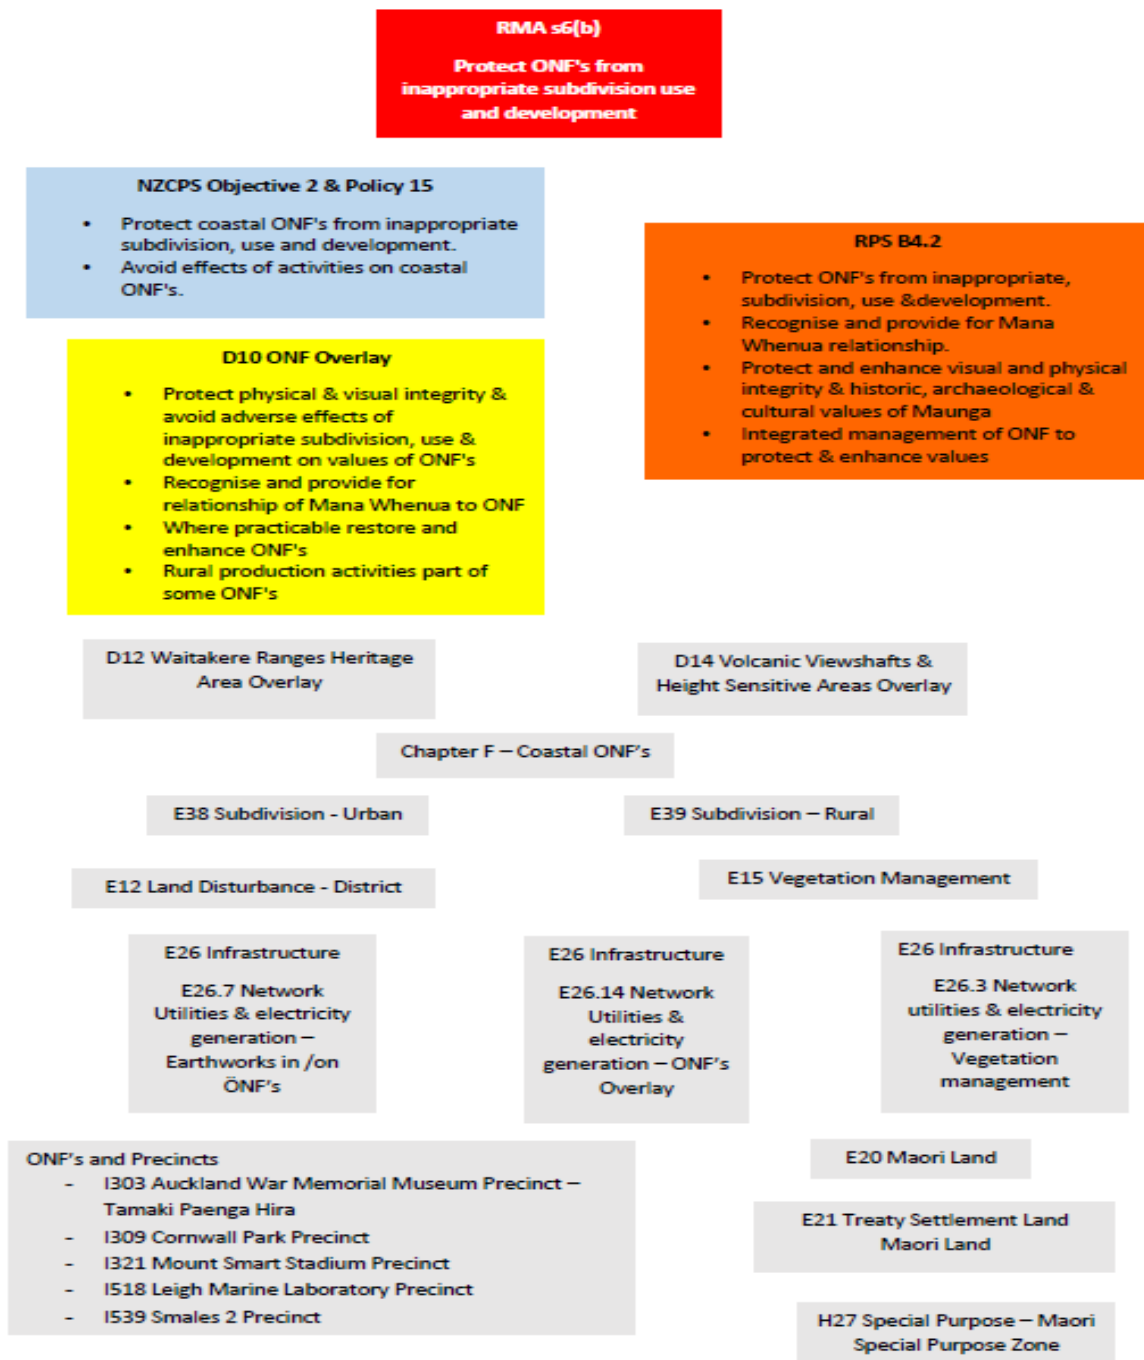 RMA s6(b)
Protect ONF's from
inappropriate subdivision use
and development
NZCPS Objective 2 & Policy 15
• Protect coastal ONF's from inappropriate
subdivision, use and development.
• Avoid effects of activities on coastal
ONF's.
RPS B4.2
• Protect ONF's from inappropriate,
subdivision, use &development.
• Recognise and provide for Mana
Whenua relationship.
• Protect and enhance visual and physical
integrity & historic, archaeological &
cultural values of Maunga
• Integrated management of ONF to
protect & enhance values
D10 ONF Overlay
• Protect physical & visual integrity &
avoid adverse effects of
inappropriate subdivision, use &
development on values of ONF's
• Recognise and provide for
relationship of Mana Whenua to ONF
• Where practicable restore and
enhance ONF's
• Rural production activities part of
some ONF's
D12 Waitakere Ranges Heritage
Area Overlay
D14 Volcanic Viewshafts &
Height Sensitive Areas Overlay
Chapter F – Coastal ONF's
E38 Subdivision - Urban
E39 Subdivision – Rural
E12 Land Disturbance - District
E15 Vegetation Management
E26 Infrastructure
E26.7 Network
Utilities & electricity
generation –
Earthworks in /on
ÖNF's
E26 Infrastructure
E26.14 Network
Utilities &
electricity
generation – ONF's
Overlay
E26 Infrastructure
E26.3 Network
utilities & electricity
generation –
Vegetation
management
ONF's and Precincts
- I303 Auckland War Memorial Museum Precinct –
Tamaki Paenga Hira
- I309 Cornwall Park Precinct
- I321 Mount Smart Stadium Precinct
- I518 Leigh Marine Laboratory Precinct
- I539 Smales 2 Precinct
E20 Maori Land
E21 Treaty Settlement Land
Maori Land
H27 Special Purpose – Maori
Special Purpose Zone